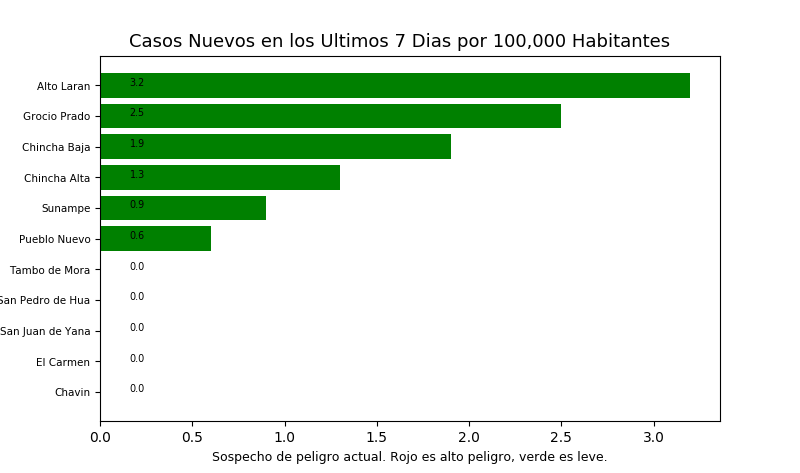 Casos Nuevos en los Ultimos 7 Dias por 100,000 Habitantes
Alto Laran 3.2
Grocio Prado 2.5
Chincha Baja 1.9
Chincha Alta 1.3
Sunampe 0.9
Pueblo Nuevo 0.6
Tambo de Mora 0.0
San Pedro de Hua 0.0
San Juan de Yana 0.0
El Carmen 0.0
Chavin 0.0
0.0 0.5 1.0 1.5 2.0 2.5 3.0
Sospecho de peligro actual. Rojo es alto peligro, verde es leve.